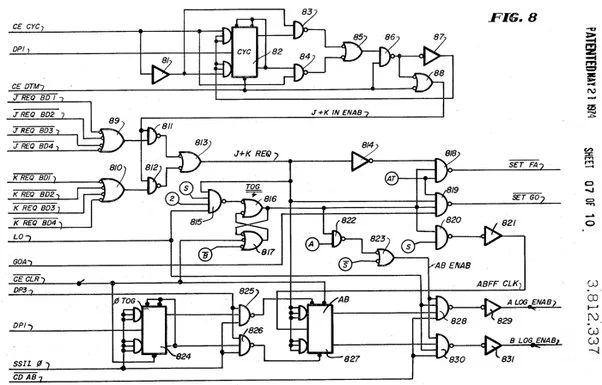 FIG. 8
PATENTED MAY 21 1974
SHEET 07 OF 10
3,812,337
CE CYC
DP1
CE DTM
J REQ BD1
J REQ BD2
J REQ BD3
J REQ BD4
K REQ BD1
K REQ BD2
K REQ BD3
K REQ BD4
LO
GOA
CE CLR
DP3
DP1
SSIL Ø
CD AB
81
CYC
82
83
84
85
86
87
88
J+K IN ENAB
89
810
811
812
813
J+K REQ
814
S
2
815
TOG
816
B
817
AT
818
SET FA
819
SET GO
820
S
821
A
822
823
S
AB ENAB
ABFF CLK
Ø TOG
824
825
826
AB
827
828
829
A LOG ENAB
830
831
B LOG ENAB